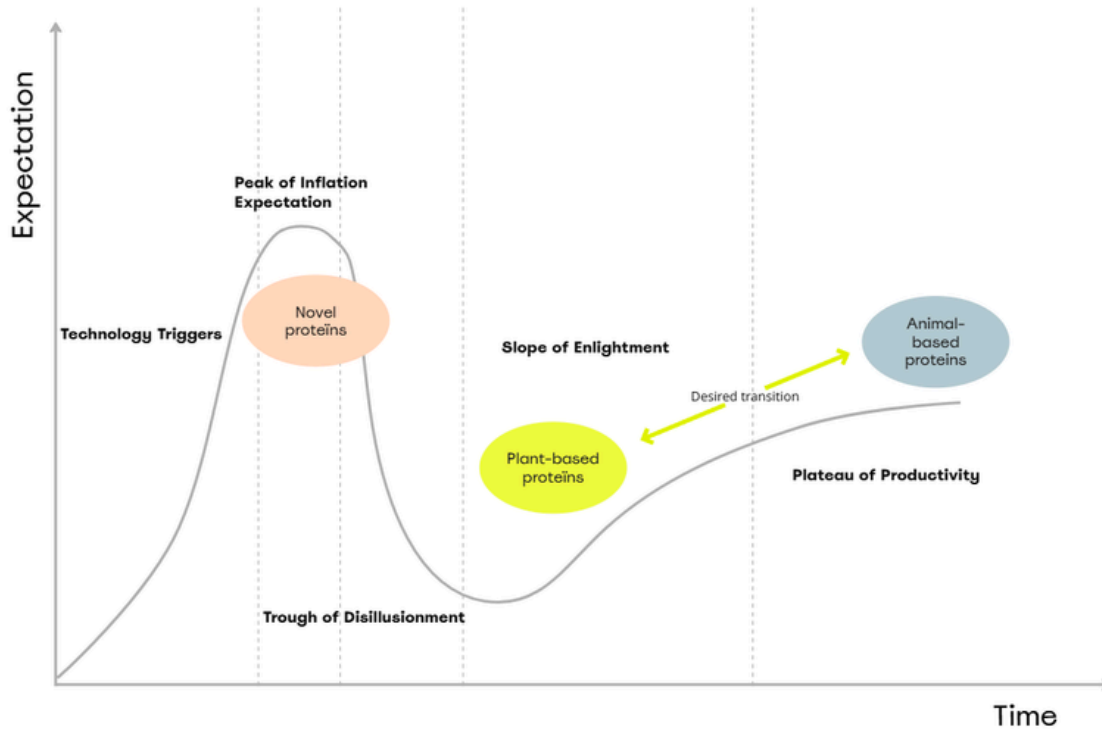 Expectation
Peak of Inflation
Expectation
Novel
proteïns
Technology Triggers
Animal-
based
proteins
Slope of Enlightment
Desired transition
Plant-based
proteïns
Plateau of Productivity
Trough of Disillusionment
Time